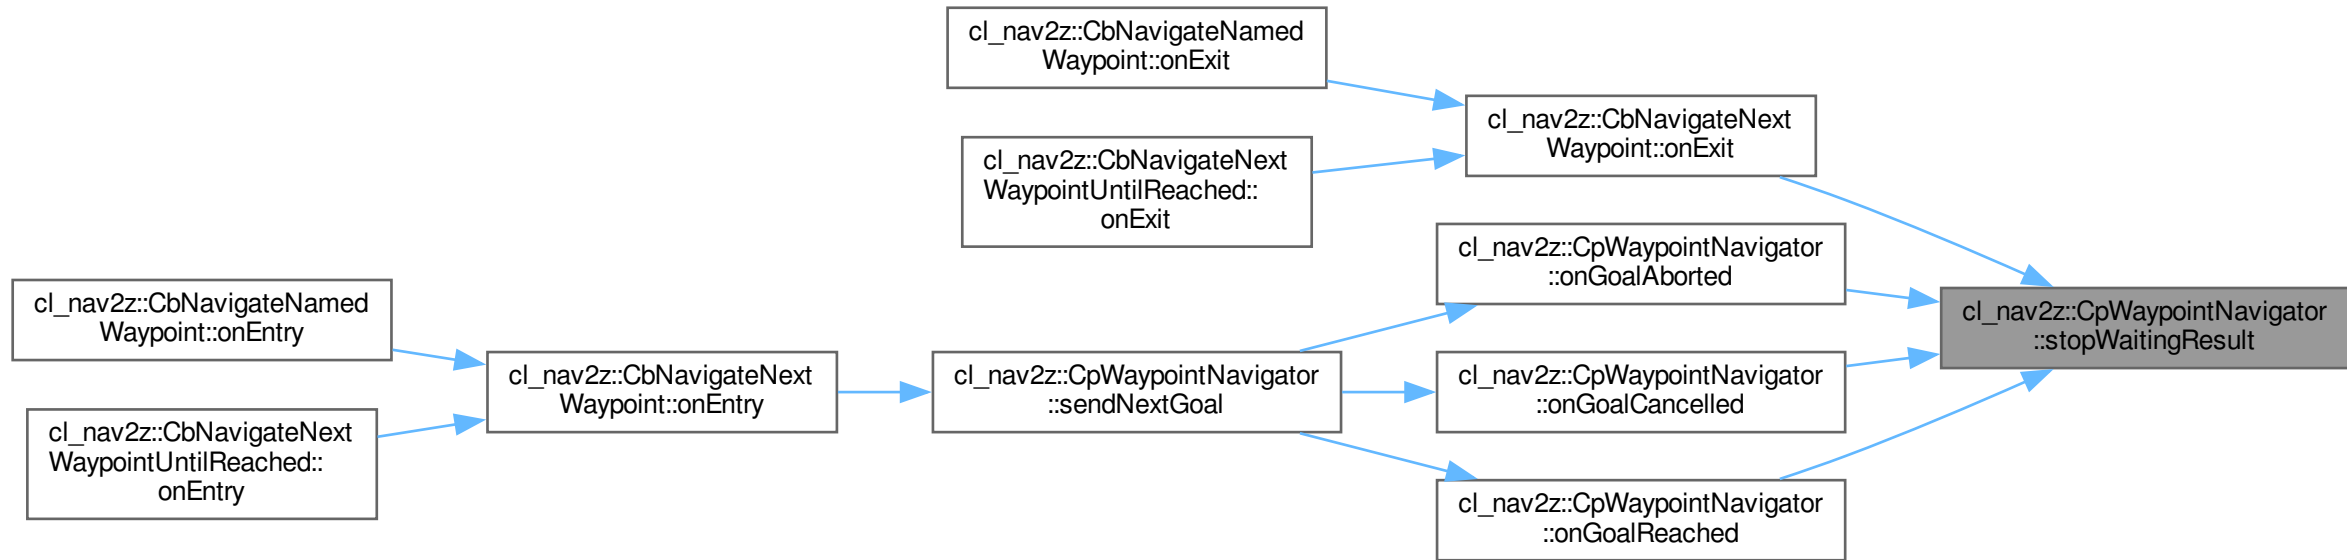 cl_nav2z::CbNavigateNamed
Waypoint::onExit
cl_nav2z::CbNavigateNext
Waypoint::onExit
cl_nav2z::CbNavigateNext
WaypointUntilReached::
onExit
cl_nav2z::CpWaypointNavigator
::onGoalAborted
cl_nav2z::CpWaypointNavigator
::stopWaitingResult
cl_nav2z::CbNavigateNamed
Waypoint::onEntry
cl_nav2z::CbNavigateNext
Waypoint::onEntry
cl_nav2z::CpWaypointNavigator
::sendNextGoal
cl_nav2z::CpWaypointNavigator
::onGoalCancelled
cl_nav2z::CbNavigateNext
WaypointUntilReached::
onEntry
cl_nav2z::CpWaypointNavigator
::onGoalReached